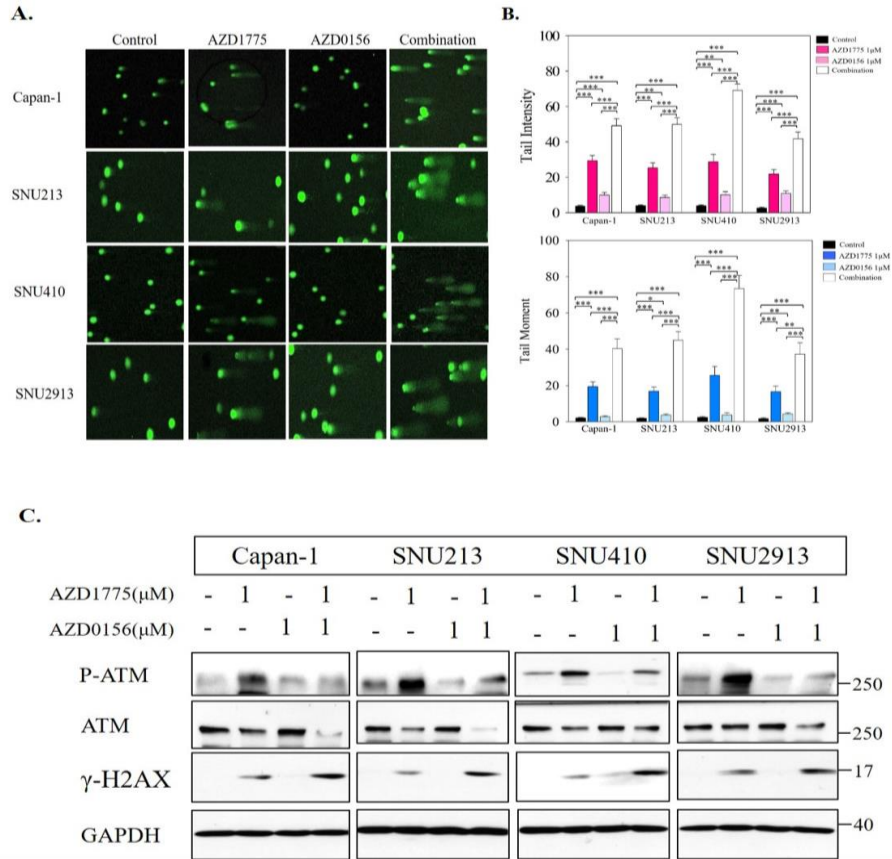 A.
Control AZD1775 AZD0156 Combination
Capan-1
SNU213
SNU410
SNU2913
B.
Tail Intensity
100
80
60
40
20
0
*** *** *** *** ***
*** ** *** *** ***
*** ** *** *** ***
*** *** *** *** ***
Capan-1 SNU213 SNU410 SNU2913
Control
AZD1775 1μM
AZD0156 1μM
Combination
Tail Moment
100
80
60
40
20
0
*** *** *** ***
*** * *** *** ***
*** *** *** ***
*** ** *** ** ***
Capan-1 SNU213 SNU410 SNU2913
Control
AZD1775 1μM
AZD0156 1μM
Combination
C.
Capan-1 SNU213 SNU410 SNU2913
AZD1775(μM) - 1 - 1 - 1 - 1 - 1 - 1 - 1 - 1
AZD0156(μM) - - 1 1 - - 1 1 - - 1 1 - - 1 1
P-ATM 250
ATM 250
γ-H2AX 17
GAPDH 40